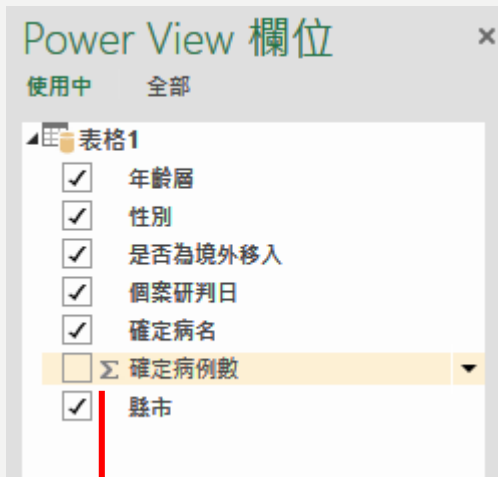 Power View 欄位
使用中 全部
表格1
年齡層
性別
是否為境外移入
個案研判日
確定病名
Σ 確定病例數
縣市